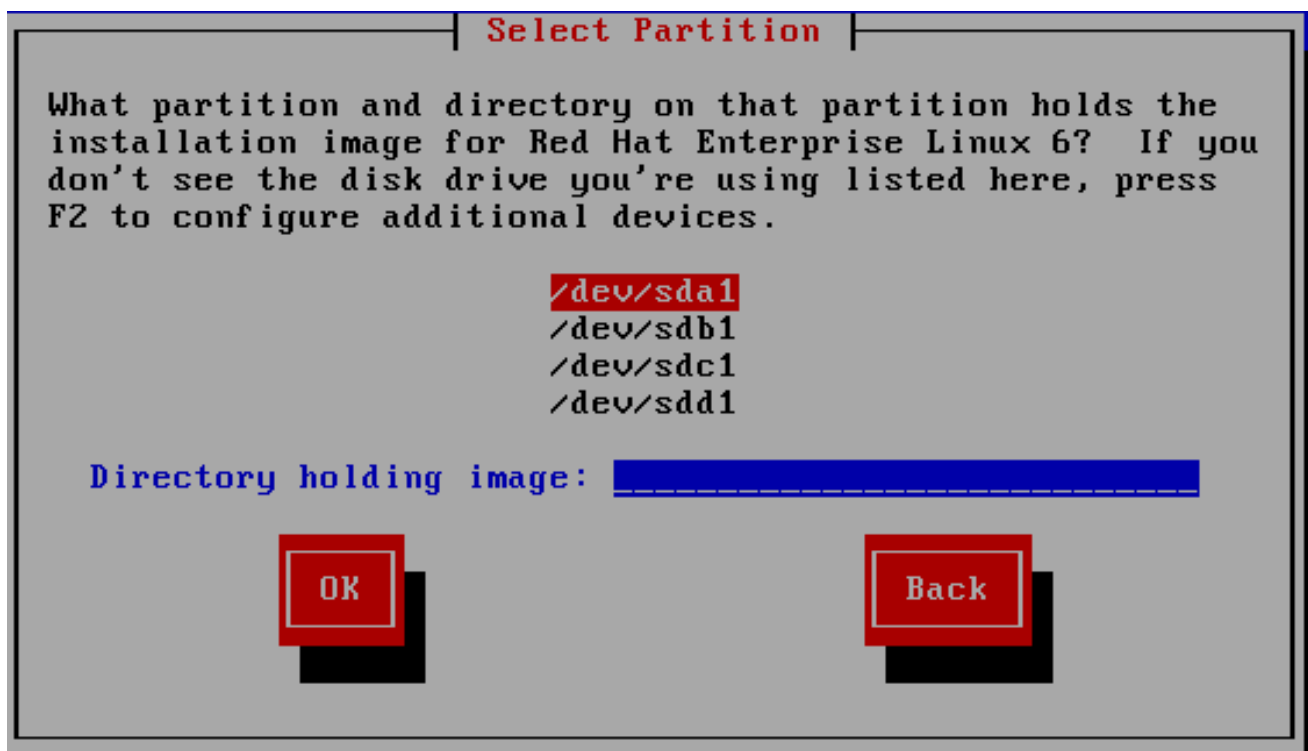 Select Partition
What partition and directory on that partition holds the
installation image for Red Hat Enterprise Linux 6?  If you
don't see the disk drive you're using listed here, press
F2 to configure additional devices.
/dev/sda1
/dev/sdb1
/dev/sdc1
/dev/sdd1
Directory holding image:
OK
Back